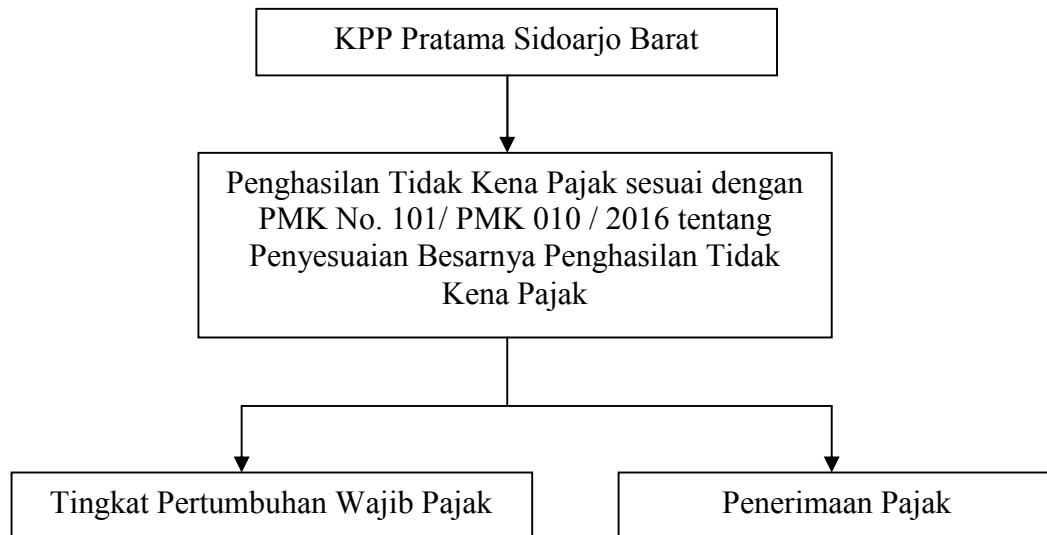 KPP Pratama Sidoarjo Barat
Penghasilan Tidak Kena Pajak sesuai dengan
PMK No. 101/ PMK 010 / 2016 tentang
Penyesuaian Besarnya Penghasilan Tidak
Kena Pajak
Tingkat Pertumbuhan Wajib Pajak
Penerimaan Pajak